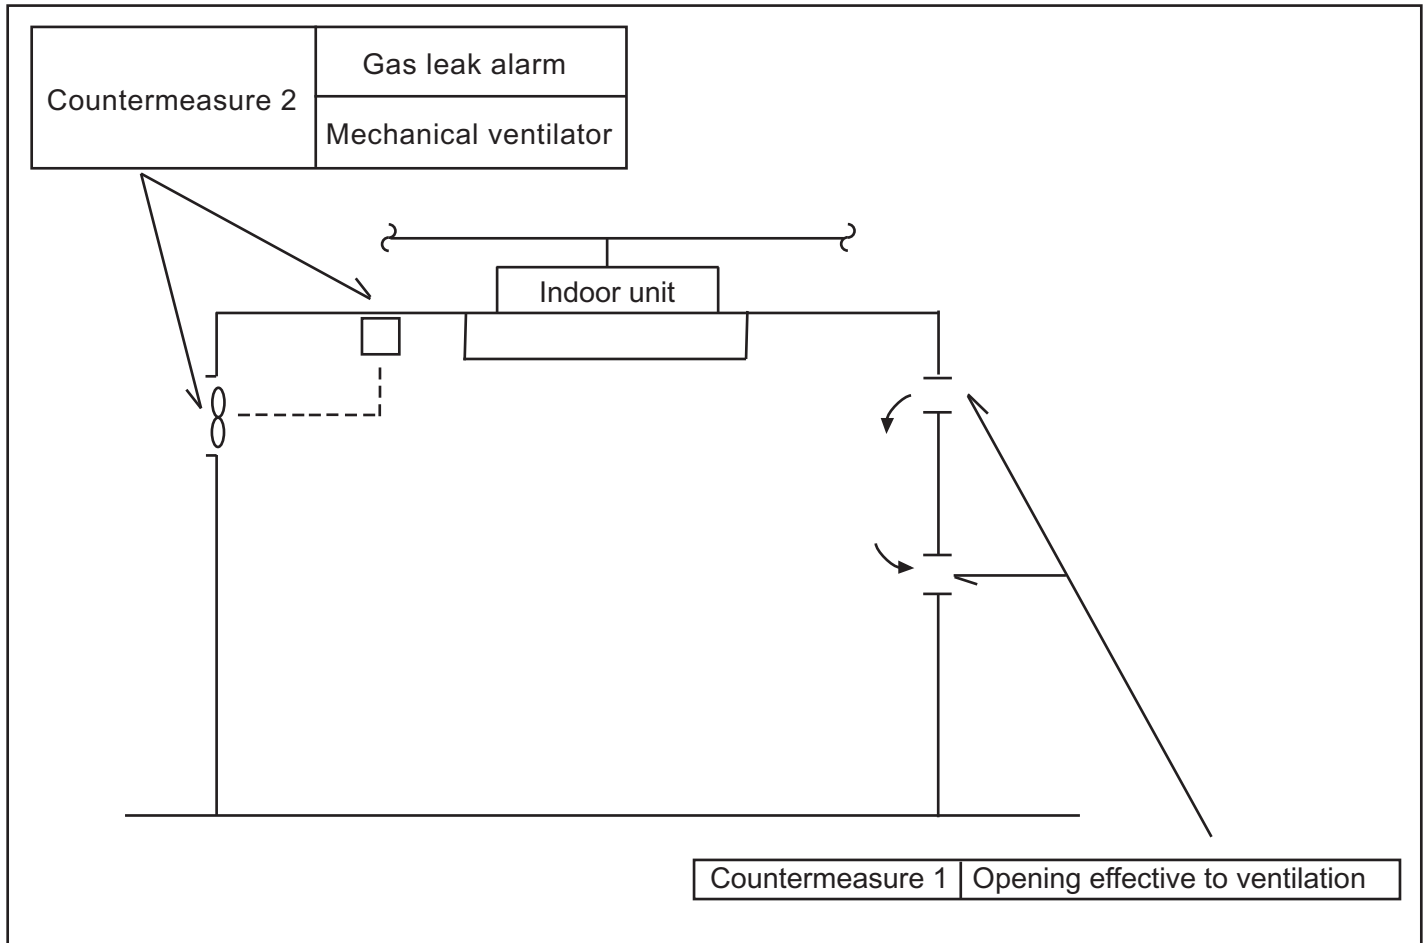 Countermeasure 2
Gas leak alarm
Mechanical ventilator
Indoor unit
Countermeasure 1
Opening effective to ventilation